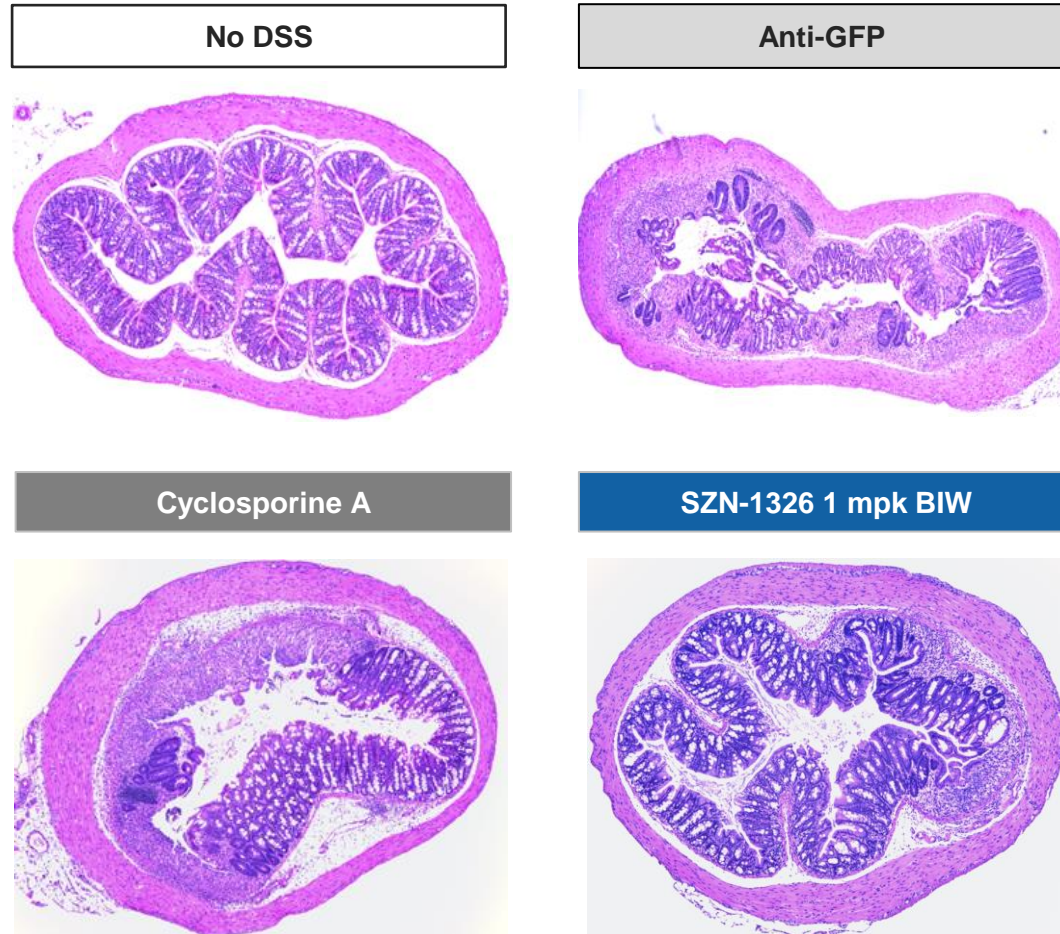 No DSS
Anti-GFP
Cyclosporine A
SZN-1326 1 mpk BIW